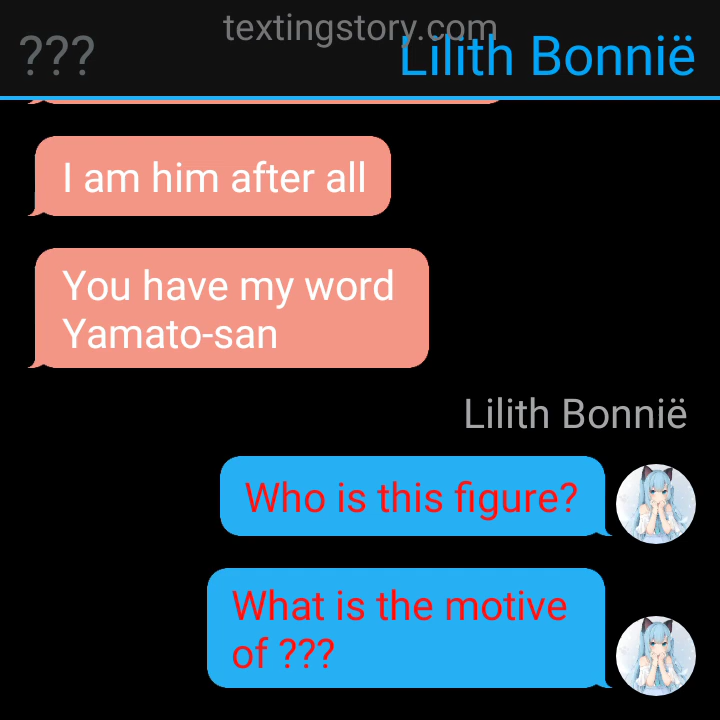 textingstory.com
???
Lilith Bonnië
I am him after all
You have my word
Yamato-san
Lilith Bonnië
Who is this figure?
What is the motive
of ???